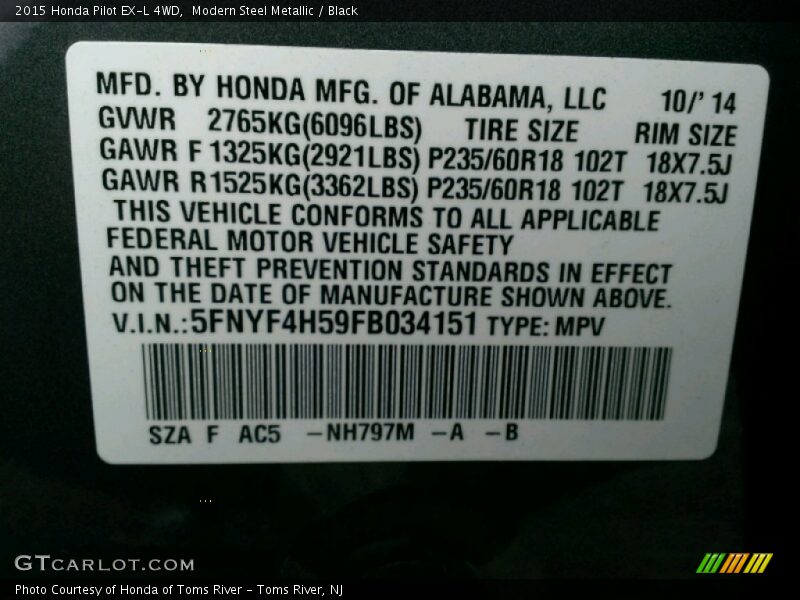 2015 Honda Pilot EX-L 4WD,  Modern Steel Metallic / Black
MFD. BY HONDA MFG. OF ALABAMA, LLC 10/' 14
GVWR 2765KG(6096LBS) TIRE SIZE RIM SIZE
GAWR F 1325KG(2921LBS) P235/60R18 102T 18X7.5J
GAWR R1525KG(3362LBS) P235/60R18 102T 18X7.5J
THIS VEHICLE CONFORMS TO ALL APPLICABLE
FEDERAL MOTOR VEHICLE SAFETY
AND THEFT PREVENTION STANDARDS IN EFFECT
ON THE DATE OF MANUFACTURE SHOWN ABOVE.
V.I.N.:5FNYF4H59FB034151 TYPE: MPV
SZA F AC5 -NH797M -A -B
GTCARLOT.COM
Photo Courtesy of Honda of Toms River - Toms River, NJ